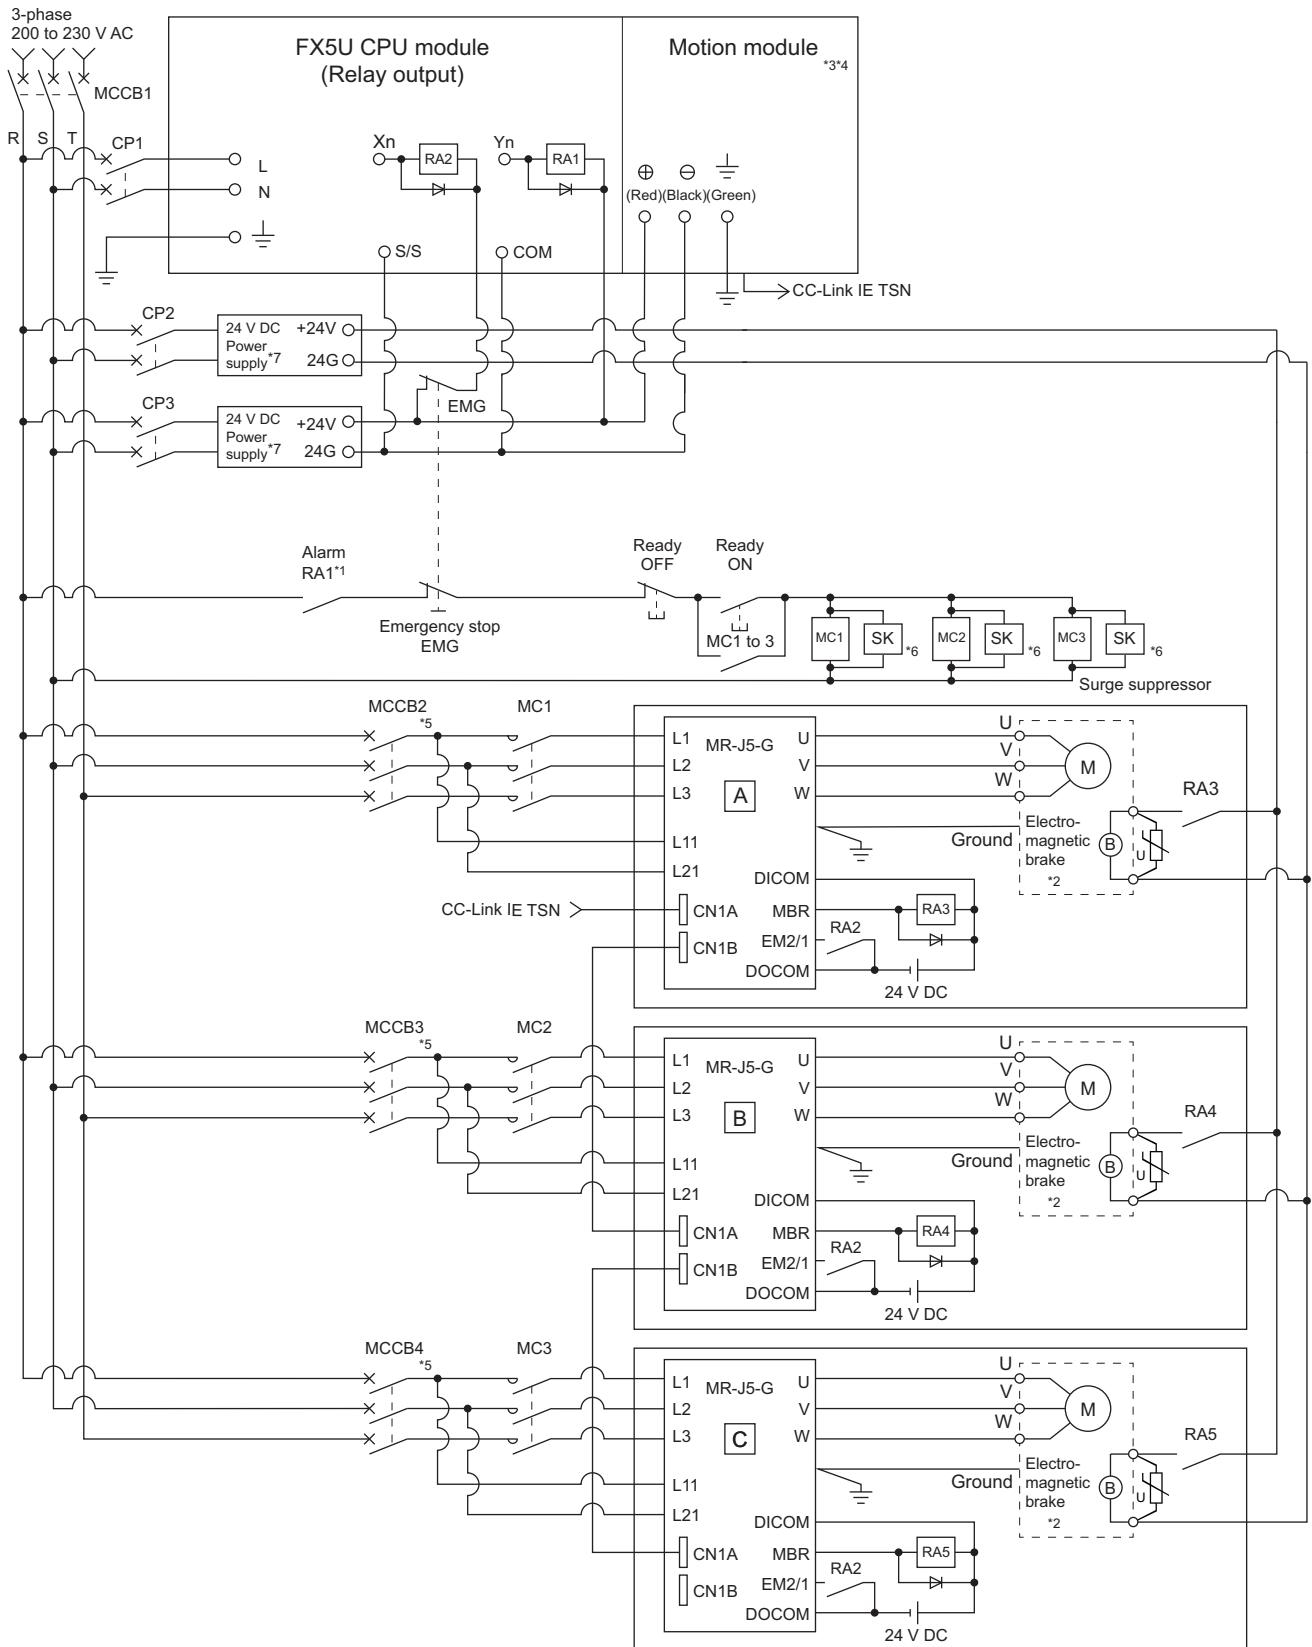 3-phase
200 to 230 V AC
MCCB1
R S T
CP1
FX5U CPU module
(Relay output)
Motion module
*3*4
L
N
Xn
RA2
Yn
RA1
⊕ ⊖
(Red)(Black)(Green)
S/S
COM
CC-Link IE TSN
CP2
24 V DC
Power
supply*7
+24V
24G
CP3
24 V DC
Power
supply*7
+24V
24G
EMG
Alarm
RA1*1
Emergency stop
EMG
Ready
OFF
Ready
ON
MC1 to 3
MC1
SK
*6
MC2
SK
*6
MC3
SK
*6
Surge suppressor
MCCB2
*5
MC1
L1
L2
L3
L11
L21
CC-Link IE TSN
CN1A
CN1B
MR-J5-G
A
U
V
W
DICOM
MBR
EM2/1
DOCOM
U
V
W
M
Ground
Electro-
magnetic
brake
*2
B
U
RA3
RA3
RA2
24 V DC
MCCB3
*5
MC2
L1
L2
L3
L11
L21
CN1A
CN1B
MR-J5-G
B
U
V
W
DICOM
MBR
EM2/1
DOCOM
U
V
W
M
Ground
Electro-
magnetic
brake
*2
B
U
RA4
RA4
RA2
24 V DC
MCCB4
*5
MC3
L1
L2
L3
L11
L21
CN1A
CN1B
MR-J5-G
C
U
V
W
DICOM
MBR
EM2/1
DOCOM
U
V
W
M
Ground
Electro-
magnetic
brake
*2
B
U
RA5
RA5
RA2
24 V DC